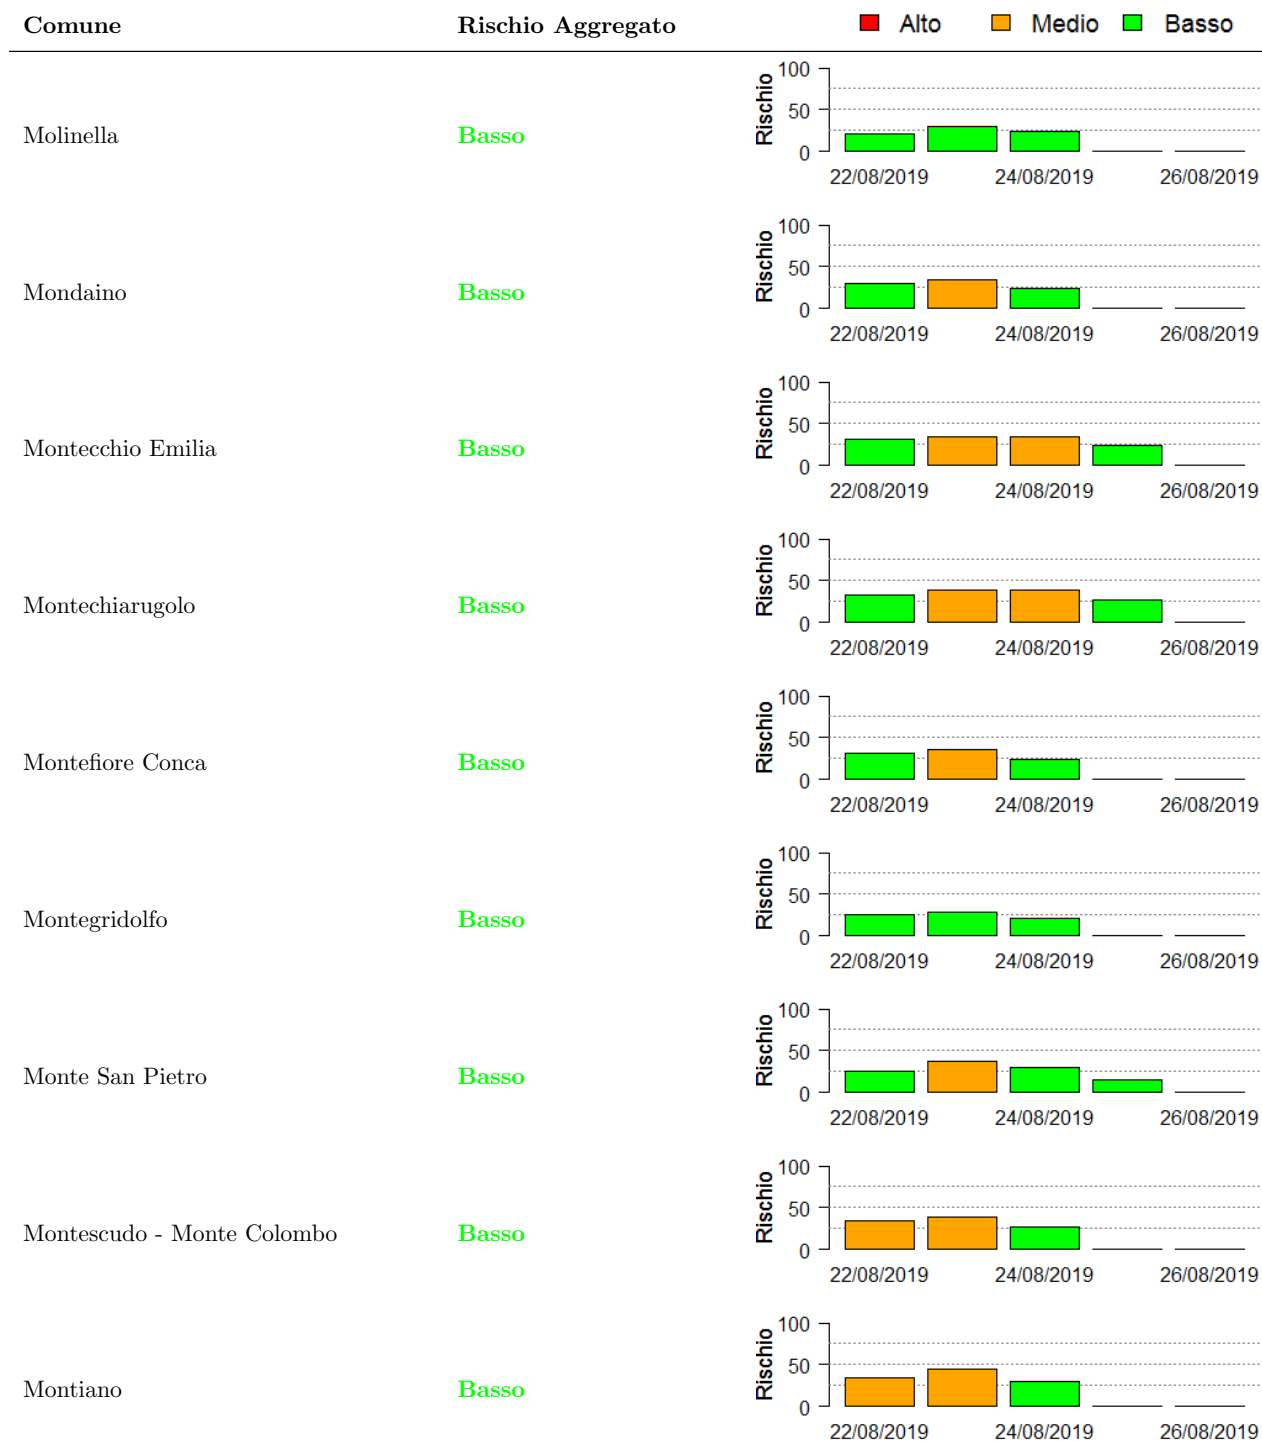 Comune Rischio Aggregato Alto Medio Basso
Molinella Basso
Rischio
100
50
0
22/08/2019 24/08/2019 26/08/2019
Mondaino Basso
Rischio
100
50
0
22/08/2019 24/08/2019 26/08/2019
Montecchio Emilia Basso
Rischio
100
50
0
22/08/2019 24/08/2019 26/08/2019
Montechiarugolo Basso
Rischio
100
50
0
22/08/2019 24/08/2019 26/08/2019
Montefiore Conca Basso
Rischio
100
50
0
22/08/2019 24/08/2019 26/08/2019
Montegridolfo Basso
Rischio
100
50
0
22/08/2019 24/08/2019 26/08/2019
Monte San Pietro Basso
Rischio
100
50
0
22/08/2019 24/08/2019 26/08/2019
Montescudo - Monte Colombo Basso
Rischio
100
50
0
22/08/2019 24/08/2019 26/08/2019
Montiano Basso
Rischio
100
50
0
22/08/2019 24/08/2019 26/08/2019